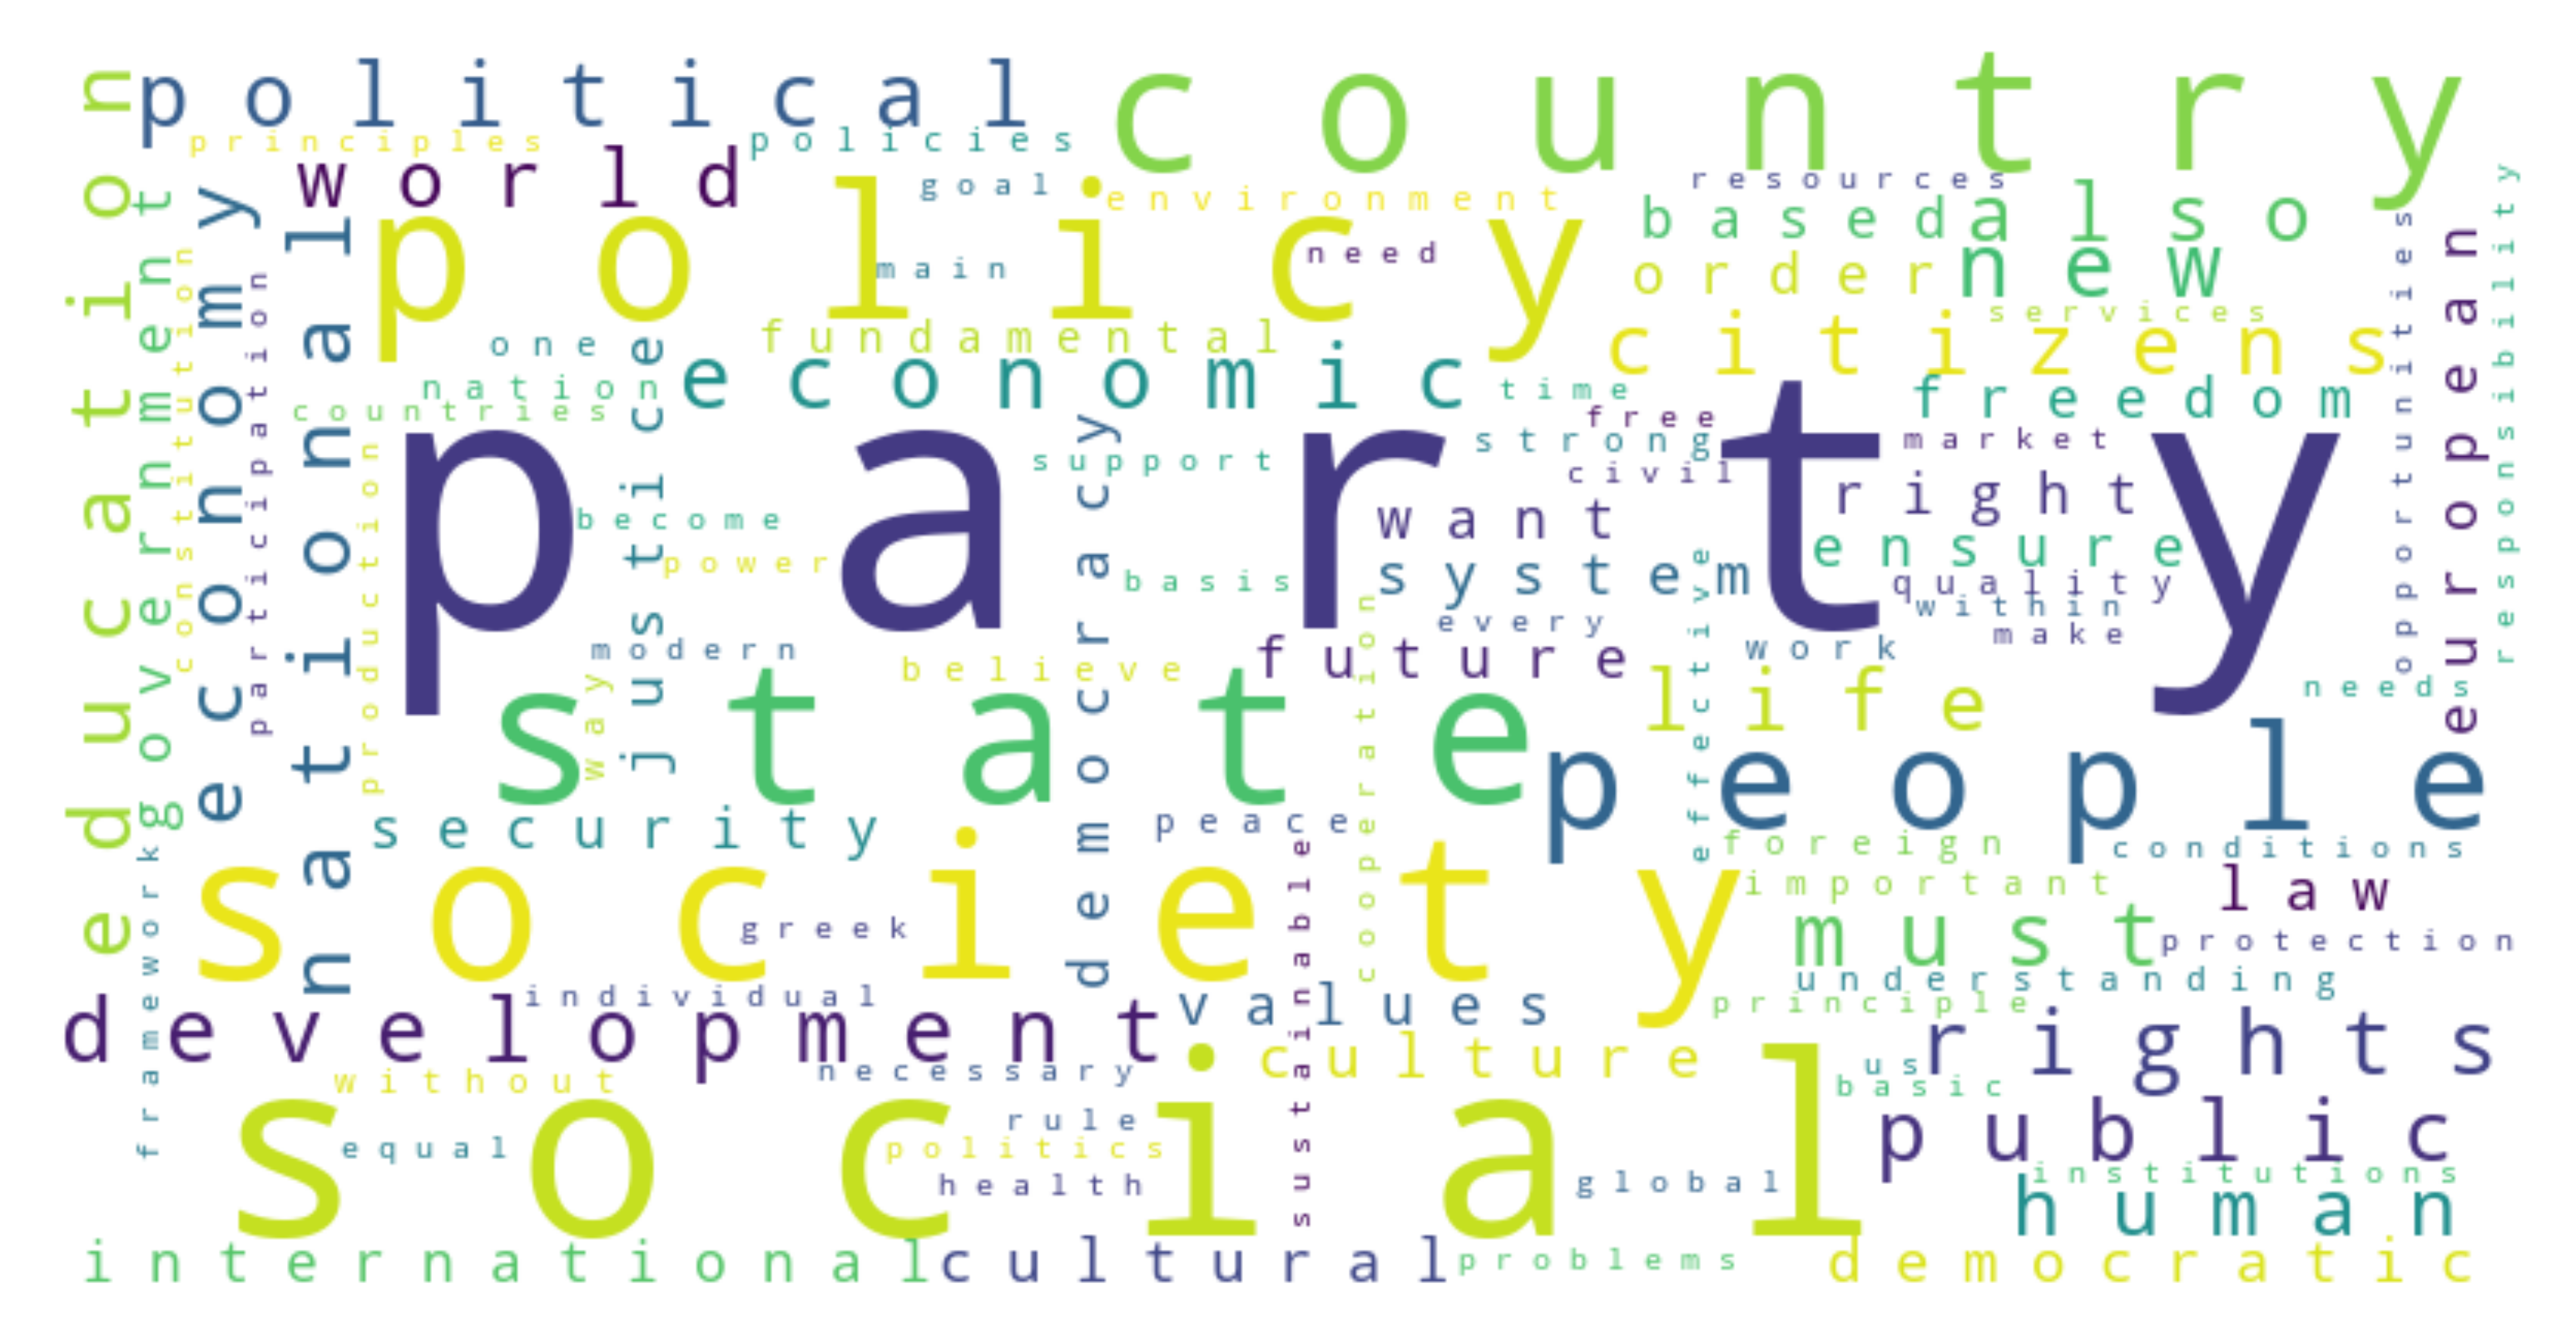 political
country
principles
policies
world
goal
environment
resources
based
also
policy
need
main
order
new
services
fundamental
citizens
one
economic
nation
time
freedom
countries
free
strong
market
party
support
civil
right
want
become
ensure
power
basis
system
quality
within
every
make
modern
believe
future
work
life
needs
state
way
people
security
peace
foreign
conditions
society
important
law
greek
must
protection
understanding
individual
values
principle
development
rights
culture
necessary
us
without
basic
social
rule
public
equal
politics
health
global
institutions
human
international
cultural
problems
democratic
education
government
constitution
economy
participation
national
production
justice
democracy
cooperation
sustainable
effective
opportunities
european
responsibility
framework